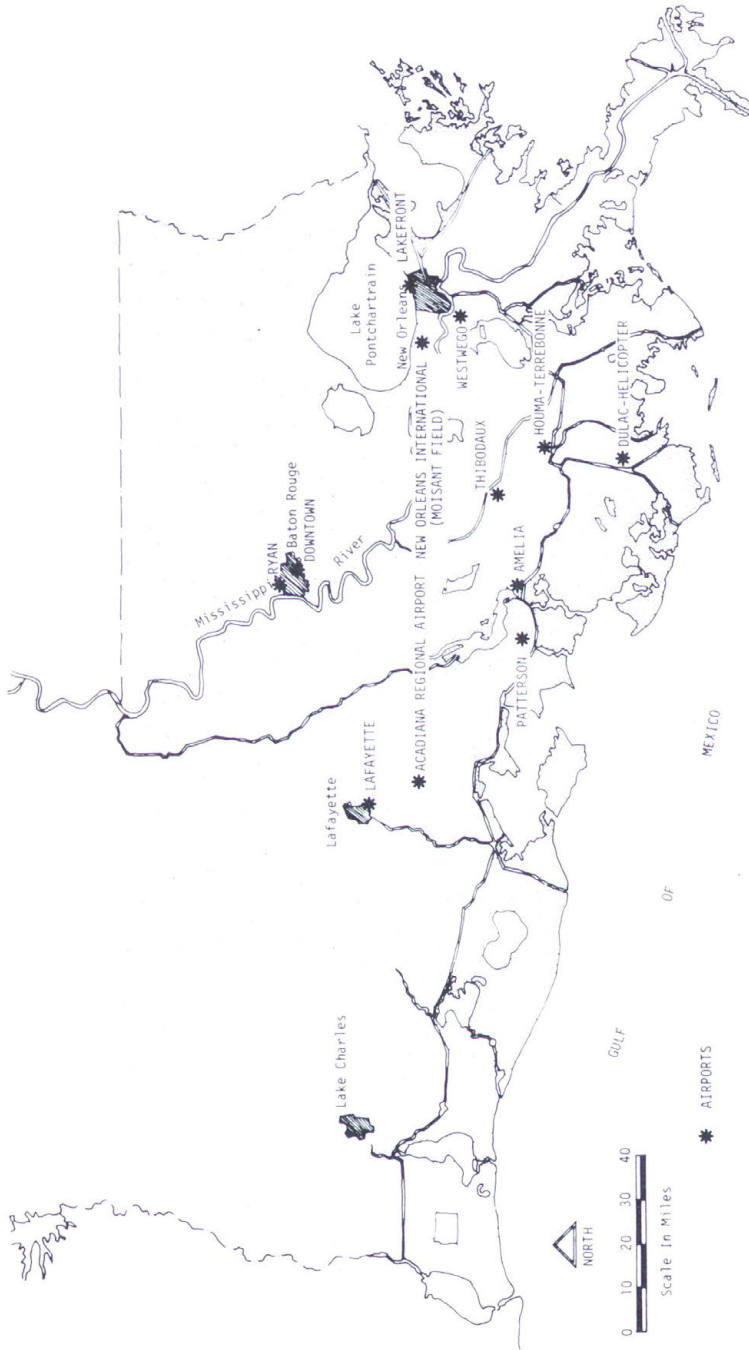 Lake
Pontchartrain
New Orleans
LAKEFRONT
RYAN
Baton Rouge
DOWNTOWN
Mississippi
River
NEW ORLEANS INTERNATIONAL
(MOISANT FIELD)
WESTWEGO
THIBODAUX
HOUMA-TERREBONNE
DULAC-HELICOPTER
AMELIA
PATTERSON
ACADIANA REGIONAL AIRPORT
Lafayette
LAFAYETTE
Lake Charles
GULF
OF
MEXICO
NORTH
0 10 20 30 40
Scale In Miles
AIRPORTS